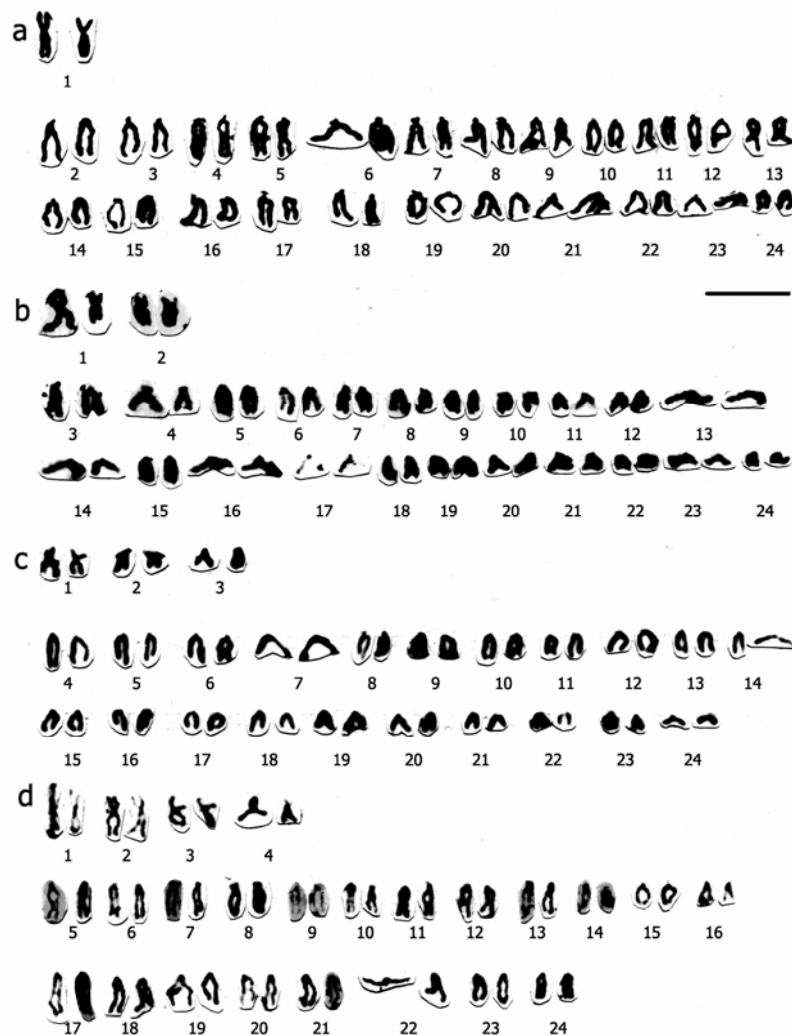 a
1
2 3 4 5 6 7 8 9 10 11 12 13
14 15 16 17 18 19 20 21 22 23 24
b
1 2
3 4 5 6 7 8 9 10 11 12 13
14 15 16 17 18 19 20 21 22 23 24
c
1 2 3
4 5 6 7 8 9 10 11 12 13 14
15 16 17 18 19 20 21 22 23 24
d
1 2 3 4
5 6 7 8 9 10 11 12 13 14 15 16
17 18 19 20 21 22 23 24